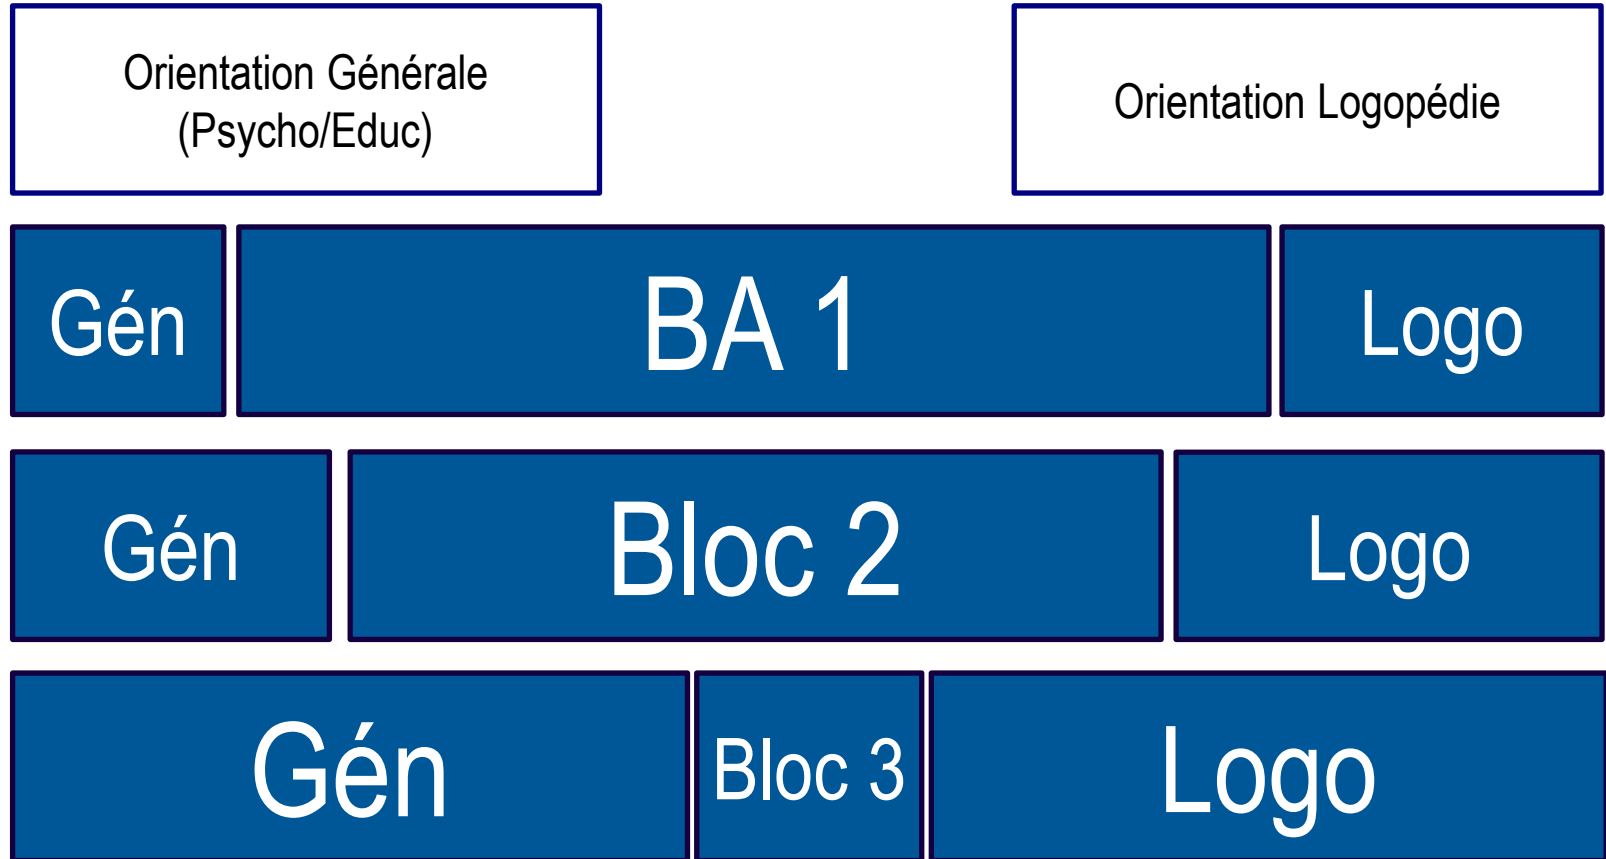 Orientation Générale
(Psycho/Educ)
Orientation Logopédie
Gén
BA 1
Logo
Gén
Bloc 2
Logo
Gén
Bloc 3
Logo